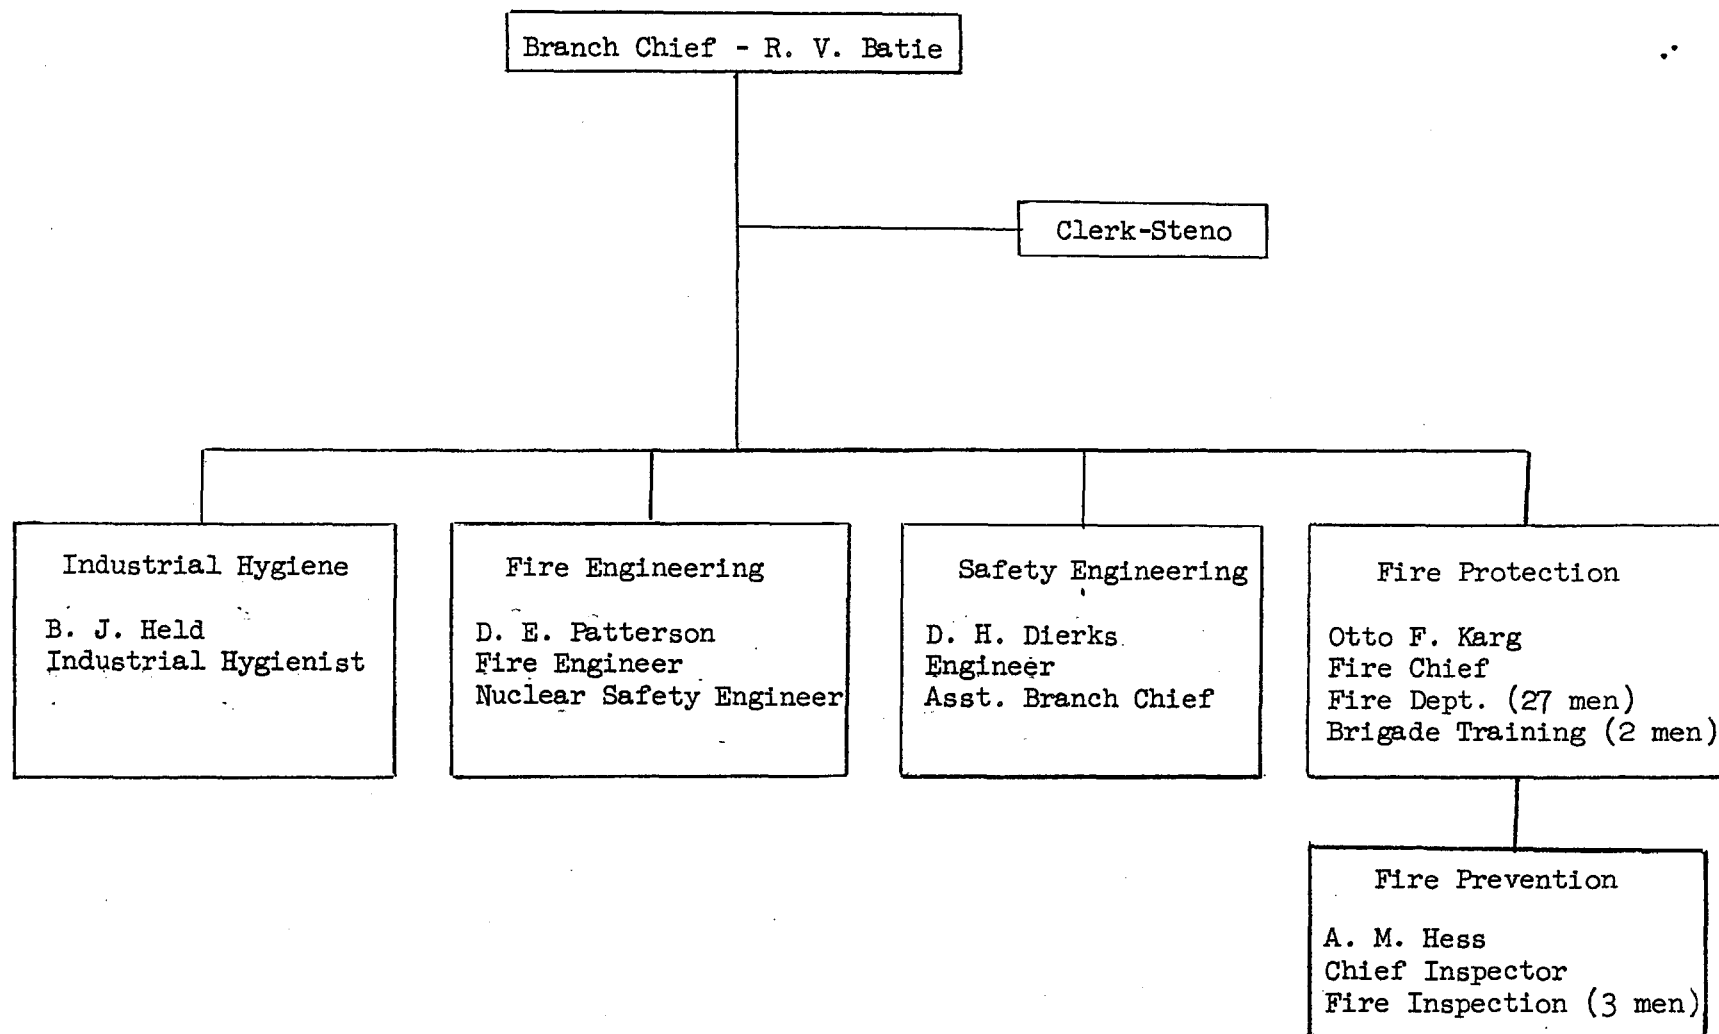 Branch Chief - R. V. Batie
Clerk-Steno
Industrial Hygiene
B. J. Held
Industrial Hygienist
Fire Engineering
D. E. Patterson
Fire Engineer
Nuclear Safety Engineer
Safety Engineering
D. H. Dierks
Engineer
Asst. Branch Chief
Fire Protection
Otto F. Karg
Fire Chief
Fire Dept. (27 men)
Brigade Training (2 men)
Fire Prevention
A. M. Hess
Chief Inspector
Fire Inspection (3 men)